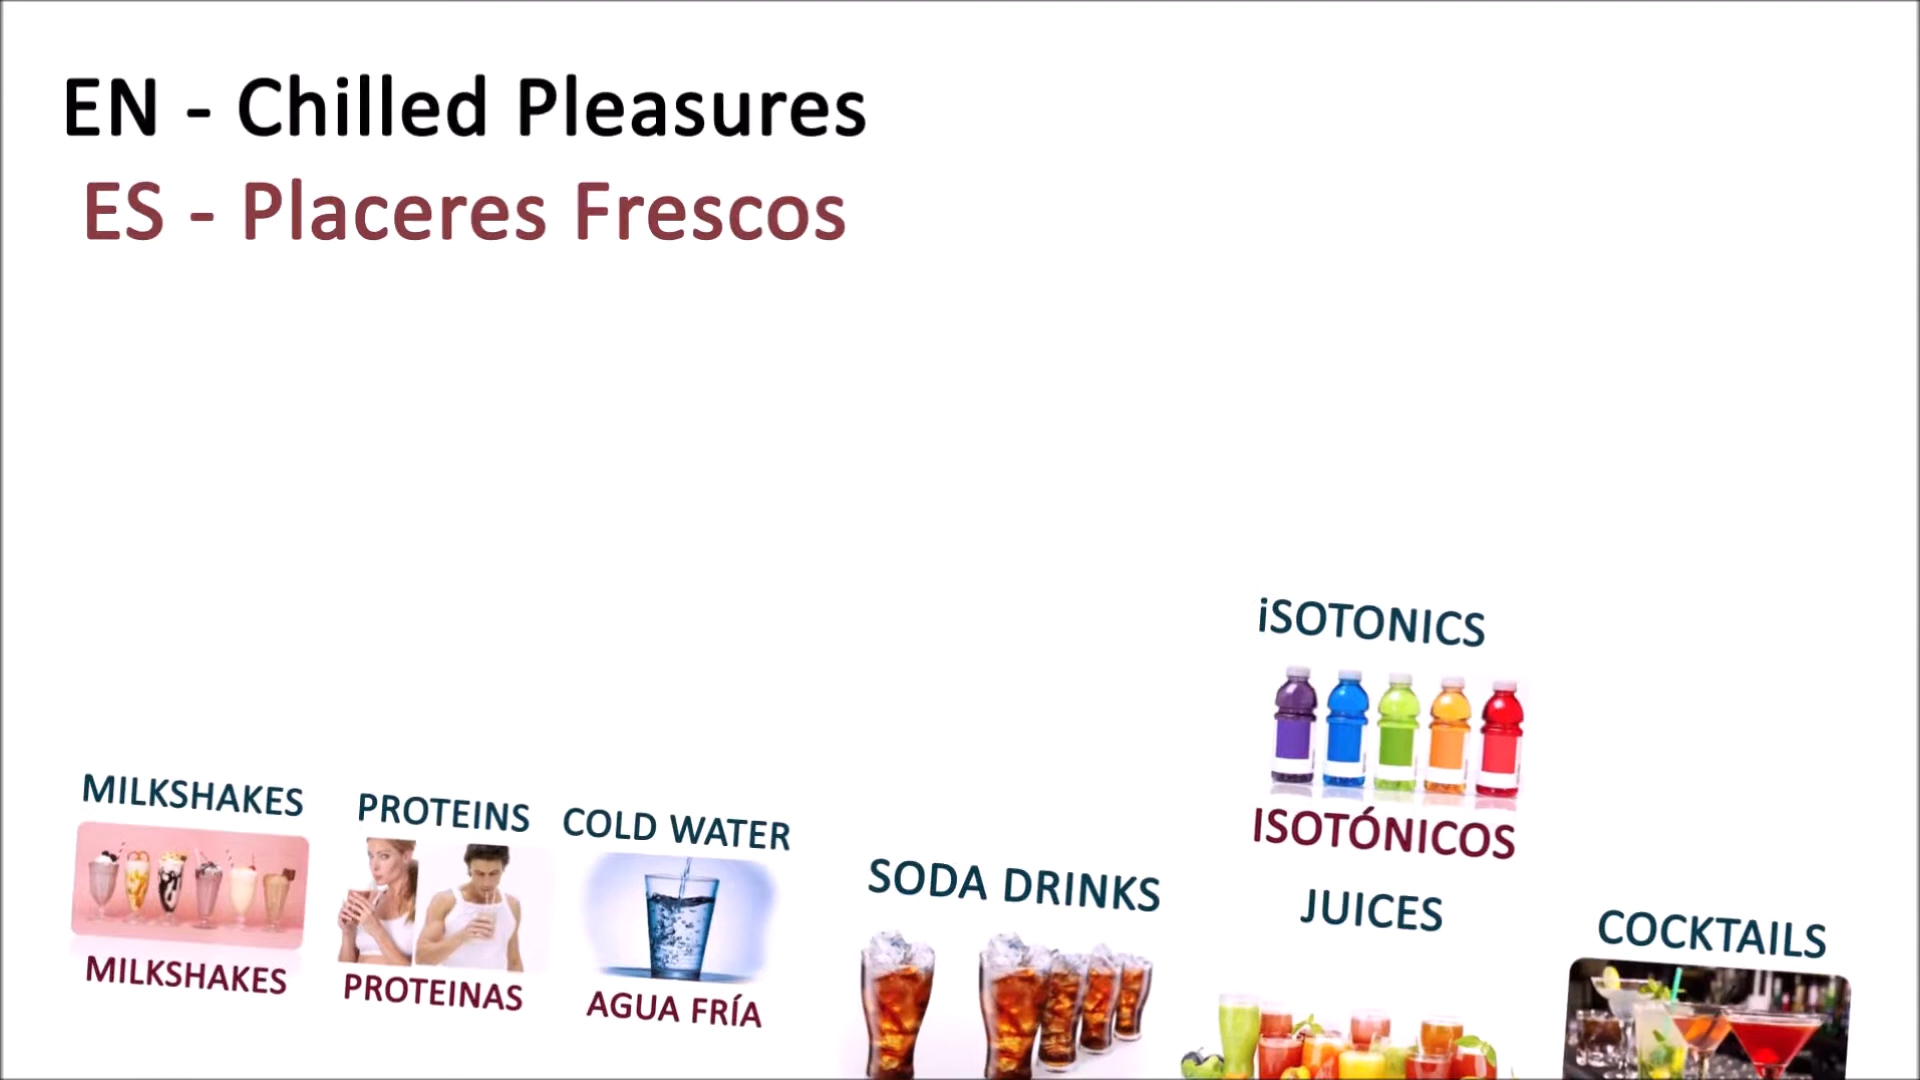 EN - Chilled Pleasures
ES - Placeres Frescos
iSOTONICS
ISOTÓNICOS
MILKSHAKES
MILKSHAKES
PROTEINS
PROTEINAS
COLD WATER
AGUA FRÍA
SODA DRINKS
JUICES
COCKTAILS